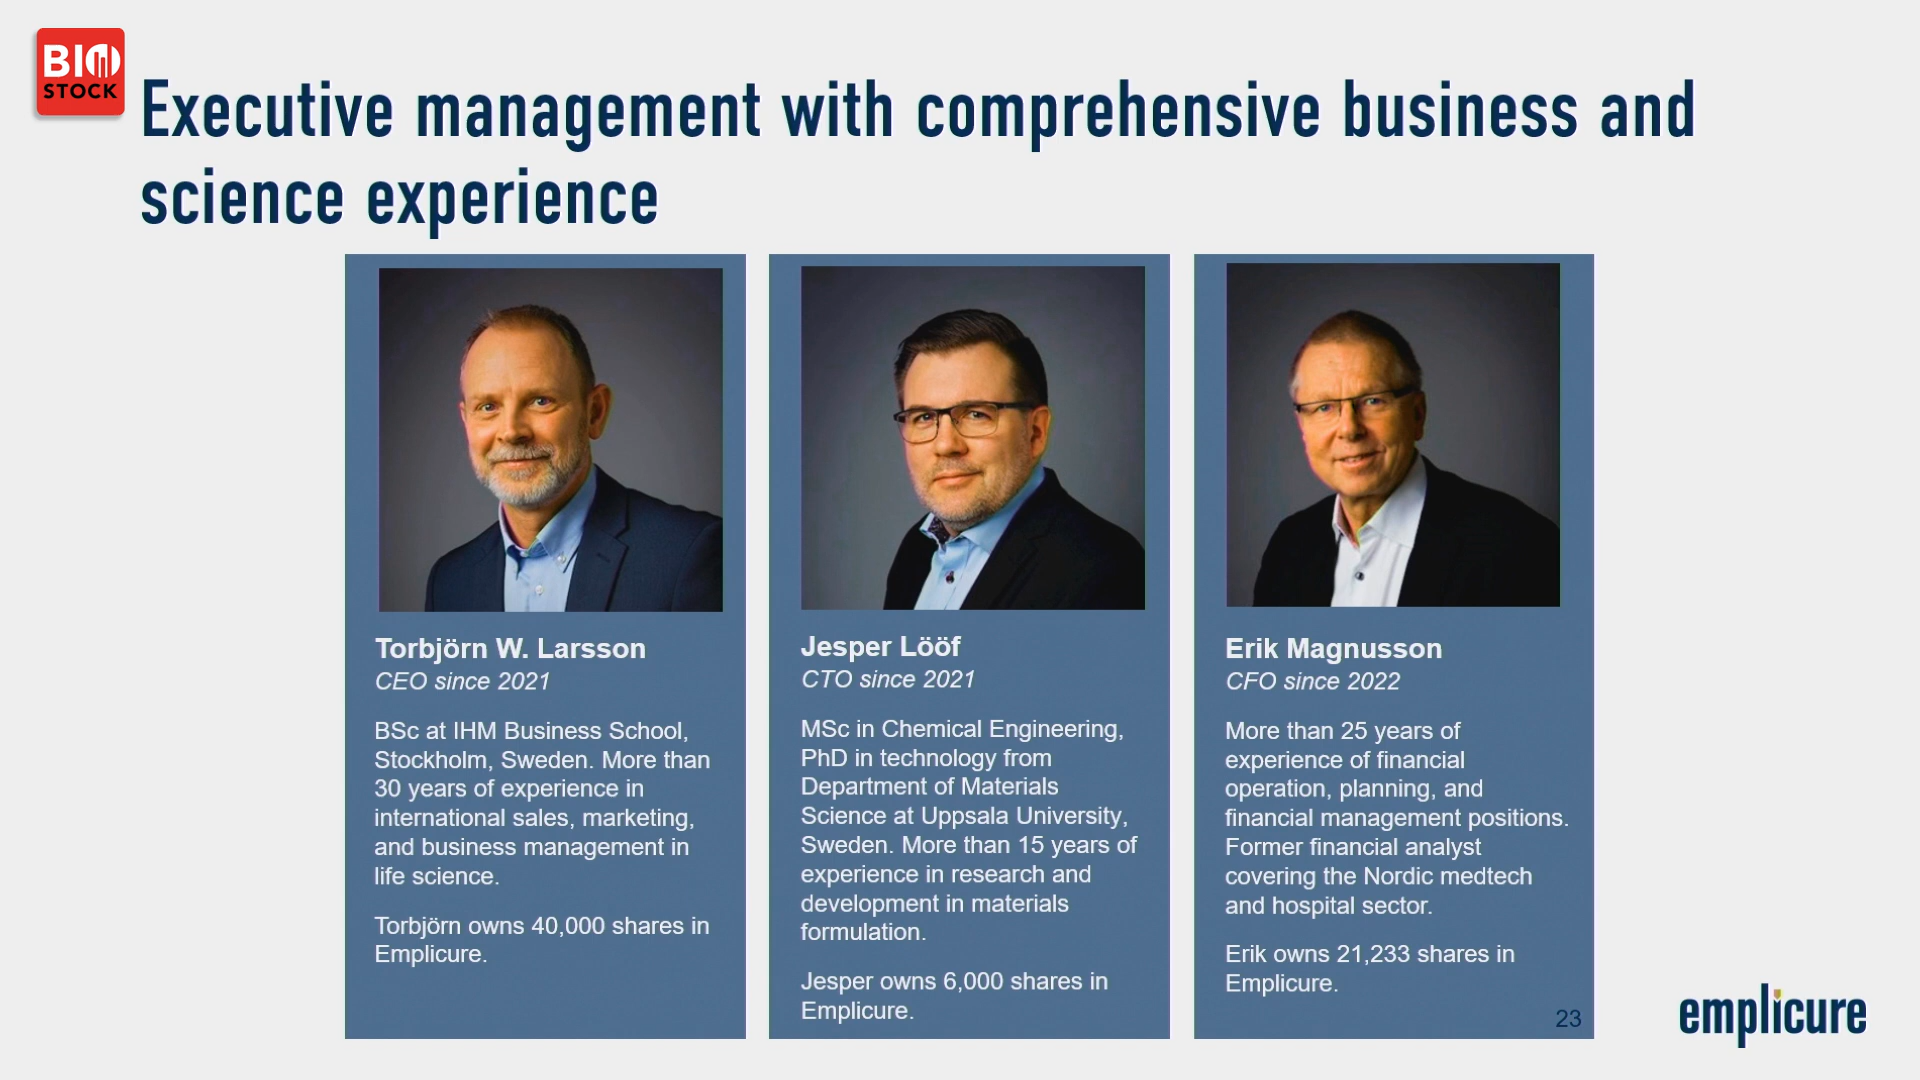 BIO
STOCK
Executive management with comprehensive business and
science experience
Torbjörn W. Larsson
CEO since 2021
BSc at IHM Business School,
Stockholm, Sweden. More than
30 years of experience in
international sales, marketing,
and business management in
life science.
Torbjörn owns 40,000 shares in
Emplicure.
Jesper Lööf
CTO since 2021
MSc in Chemical Engineering,
PhD in technology from
Department of Materials
Science at Uppsala University,
Sweden. More than 15 years of
experience in research and
development in materials
formulation.
Jesper owns 6,000 shares in
Emplicure.
Erik Magnusson
CFO since 2022
More than 25 years of
experience of financial
operation, planning, and
financial management positions.
Former financial analyst
covering the Nordic medtech
and hospital sector.
Erik owns 21,233 shares in
Emplicure.
23
emplicure